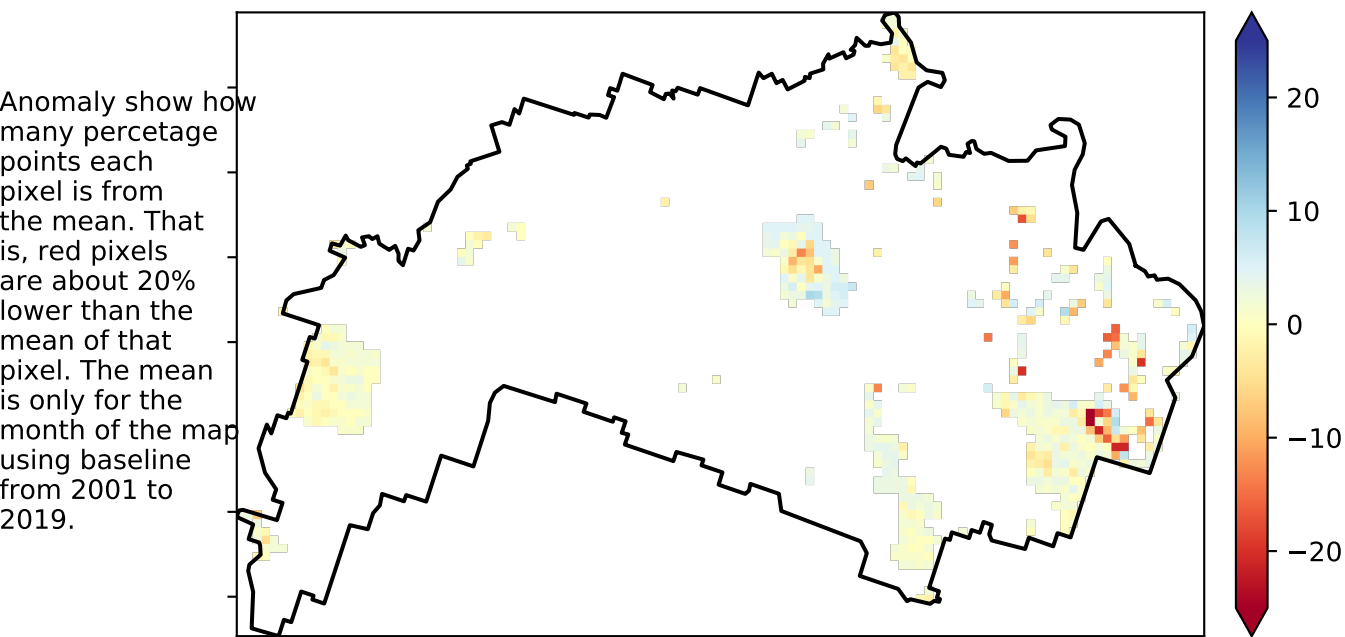 Anomaly show how
many percetage
points each
pixel is from
the mean. That
is, red pixels
are about 20%
lower than the
mean of that
pixel. The mean
is only for the
month of the map
using baseline
from 2001 to
2019.
20
10
0
−10
−20